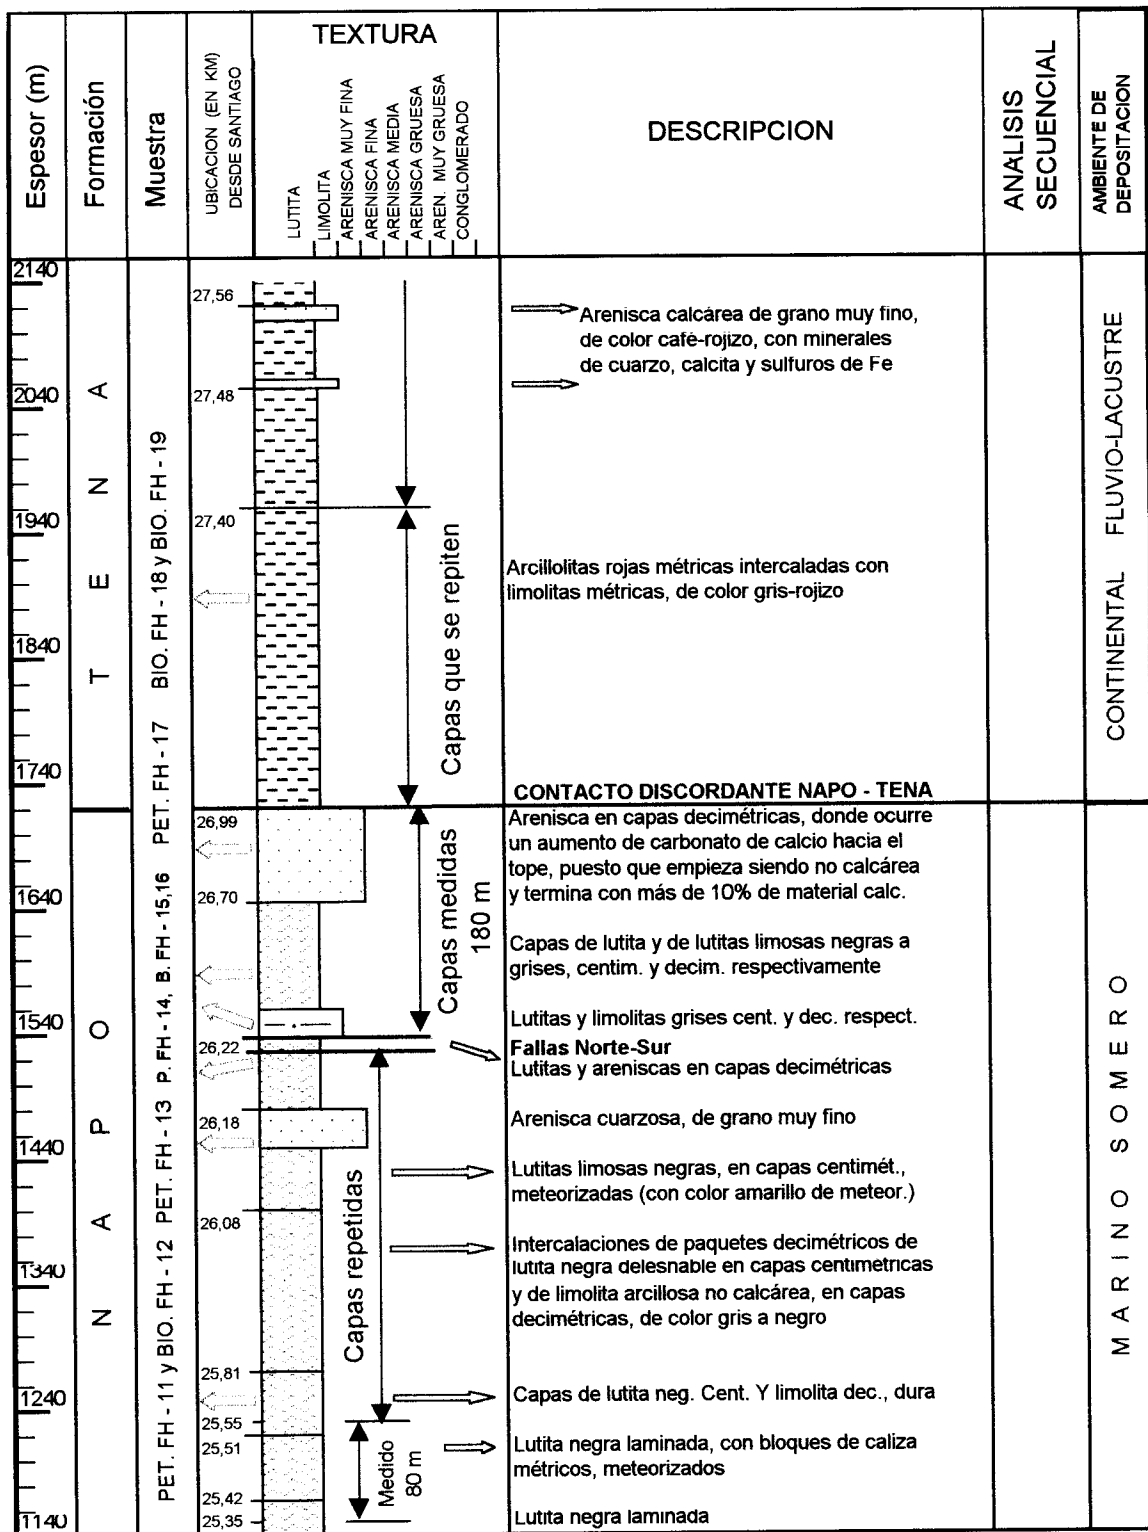 Espesor (m)
Formación
Muestra
UBICACION (EN KM)
DESDE SANTIAGO
TEXTURA
LUTITA
LIMOLITA
ARENISCA MUY FINA
ARENISCA FINA
ARENISCA MEDIA
ARENISCA GRUESA
AREN. MUY GRUESA
CONGLOMERADO
DESCRIPCION
ANALISIS
SECUENCIAL
AMBIENTE DE
DEPOSITACION
2140
2040
1940
1840
1740
1640
1540
1440
1340
1240
1140
TENA
NAPO
PET. FH - 11 y BIO. FH - 12 PET. FH - 13 P. FH - 14, B. FH - 15,16 PET. FH - 17 BIO. FH - 18 y BIO. FH - 19
27,56
27,48
27,40
26,99
26,70
26,22
26,18
26,08
25,81
25,55
25,51
25,42
25,35
Capas que se repiten
Capas medidas
180 m
Capas repetidas
Medido
80 m
Arenisca calcárea de grano muy fino,
de color café-rojizo, con minerales
de cuarzo, calcita y sulfuros de Fe
Arcillolitas rojas métricas intercaladas con
limolitas métricas, de color gris-rojizo
CONTACTO DISCORDANTE NAPO - TENA
Arenisca en capas decimétricas, donde ocurre
un aumento de carbonato de calcio hacia el
tope, puesto que empieza siendo no calcárea
y termina con más de 10% de material calc.
Capas de lutita y de lutitas limosas negras a
grises, centim. y decim. respectivamente
Lutitas y limolitas grises cent. y dec. respect.
Fallas Norte-Sur
Lutitas y areniscas en capas decimétricas
Arenisca cuarzosa, de grano muy fino
Lutitas limosas negras, en capas centimét.,
meteorizadas (con color amarillo de meteor.)
Intercalaciones de paquetes decimétricos de
lutita negra delesnable en capas centimetricas
y de limolita arcillosa no calcárea, en capas
decimétricas, de color gris a negro
Capas de lutita neg. Cent. Y limolita dec., dura
Lutita negra laminada, con bloques de caliza
métricos, meteorizados
Lutita negra laminada
CONTINENTAL FLUVIO-LACUSTRE
MARINO SOMERO